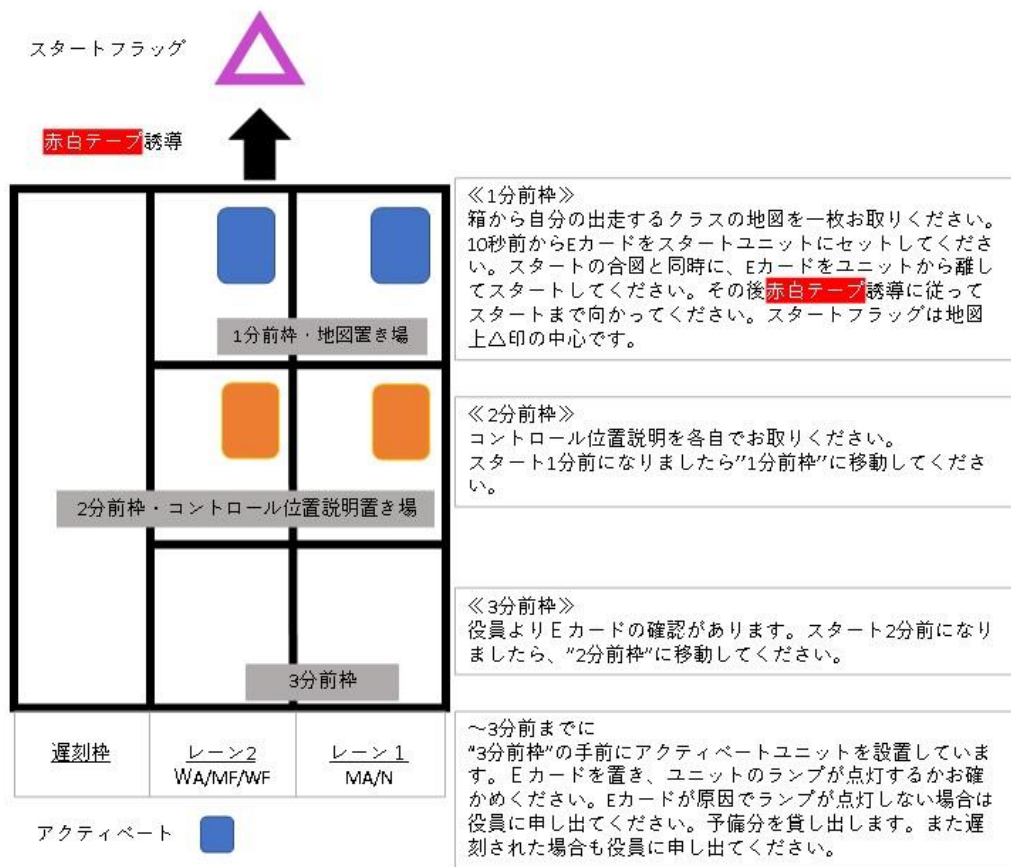 スタートフラッグ
赤白テープ誘導
≪1分前枠≫
箱から自分の出走するクラスの地図を一枚お取りください。
10秒前からEカードをスタートユニットにセットしてくださ
い。スタートの合図と同時に、Eカードをユニットから離し
てスタートしてください。その後赤白テープ誘導に従って
スタートまで向かってください。スタートフラッグは地図
上△印の中心です。
1分前枠・地図置き場
≪2分前枠≫
コントロール位置説明を各自でお取りください。
スタート1分前になりましたら”1分前枠”に移動してくださ
い。
2分前枠・コントロール位置説明置き場
≪3分前枠≫
役員よりＥカードの確認があります。スタート2分前になり
ましたら、”2分前枠”に移動してください。
3分前枠
～3分前までに
“3分前枠”の手前にアクティベートユニットを設置していま
す。Ｅカードを置き、ユニットのランプが点灯するかお確
かめください。Eカードが原因でランプが点灯しない場合は
役員に申し出てください。予備分を貸し出します。また遅
刻された場合も役員に申し出てください。
遅刻枠
レーン2
WA/MF/WF
レーン1
MA/N
アクティベート